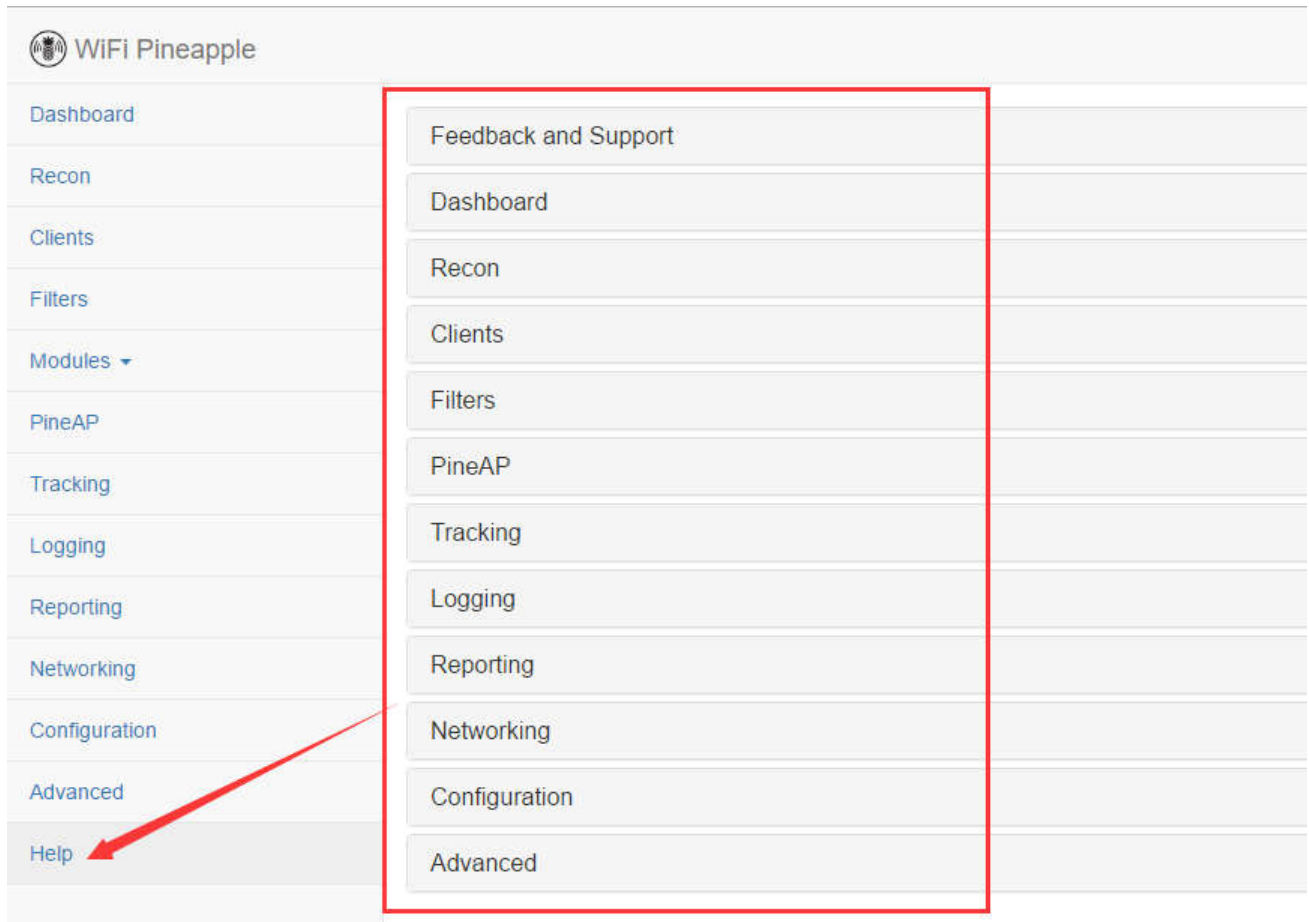 WiFi Pineapple
Dashboard
Recon
Clients
Filters
Modules
PineAP
Tracking
Logging
Reporting
Networking
Configuration
Advanced
Help
Feedback and Support
Dashboard
Recon
Clients
Filters
PineAP
Tracking
Logging
Reporting
Networking
Configuration
Advanced